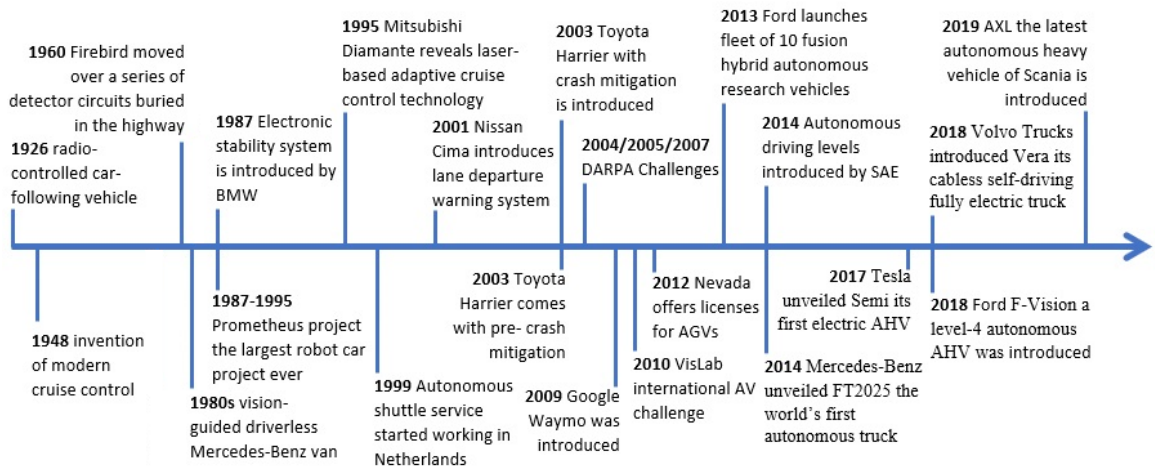 1960 Firebird moved
over a series of
detector circuits buried
in the highway
1926 radio-
controlled car-
following vehicle
1987 Electronic
stability system
is introduced by
BMW
1995 Mitsubishi
Diamante reveals laser-
based adaptive cruise
control technology
2001 Nissan
Cima introduces
lane departure
warning system
2003 Toyota
Harrier with
crash mitigation
is introduced
2004/2005/2007
DARPA Challenges
2013 Ford launches
fleet of 10 fusion
hybrid autonomous
research vehicles
2014 Autonomous
driving levels
introduced by SAE
2019 AXL the latest
autonomous heavy
vehicle of Scania is
introduced
2018 Volvo Trucks
introduced Vera its
cabless self-driving
fully electric truck
1948 invention
of modern
cruise control
1987-1995
Prometheus project
the largest robot car
project ever
1980s vision-
guided driverless
Mercedes-Benz van
1999 Autonomous
shuttle service
started working in
Netherlands
2003 Toyota
Harrier comes
with pre- crash
mitigation
2009 Google
Waymo was
introduced
2012 Nevada
offers licenses
for AGVs
2010 VisLab
international AV
challenge
2017 Tesla
unveiled Semi its
first electric AHV
2014 Mercedes-Benz
unveiled FT2025 the
world’s first
autonomous truck
2018 Ford F-Vision a
level-4 autonomous
AHV was introduced